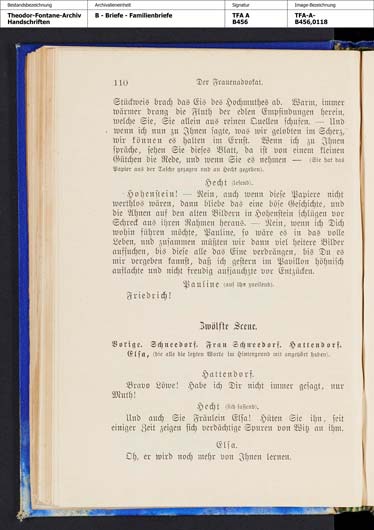 Bestandsbezeichnung
Theodor-Fontane-Archiv
Handschriften
Archivalieneinheit
B - Briefe - Familienbriefe
Signatur
TFA A
B456
Image-Bezeichnung
TFA-A-
B456,0118
110 Der Frauenadvokat.
Stückweis brach das Eis des Hochmuthes ab. Warm, immer
wärmer drang die Fluth der edlen Empfindungen herein,
welche Sie, Sie allein aus reinen Quellen schufen. — Und
wenn ich nun zu Ihnen sagte, was wir gelobten im Scherz,
wir können es halten im Ernst. Wenn ich zu Ihnen
spräche, sehen Sie dieses Blatt, da ist von einem kleinen
Gütchen die Rede, und wenn Sie es nehmen — (Sie hat das
Papier aus der Tasche gezogen und an Hecht gegeben).
Hecht (lesend).
Hohenstein! — Nein, auch wenn diese Papiere nicht
werthlos wären, dann bliebe das eine böse Geschichte, und
die Ahnen auf den alten Bildern in Hohenstein schlügen vor
Schreck aus ihren Rahmen heraus. — Nein, wenn ich Dich
wohin führen möchte, Pauline, so wäre es in das volle
Leben, und zusammen müßten wir dann viel heitere Bilder
aufsuchen, bis diese alle das Eine verdrängen, bis Du es
mir vergeben kannst, daß ich gestern im Pavillon höhnisch
auflachte und nicht freudig aufjauchzte vor Entzücken.
Pauline (auf ihn zueilend).
Friedrich!
Zwölfte Scene.
Vorige. Schneedorf. Frau Schneedorf. Hattendorf.
Elsa, (die alle die letzten Worte im Hintergrund mit angehört haben).
Hattendorf.
Bravo Löwe! Habe ich Dir nicht immer gesagt, nur
Muth!
Hecht (sich fassend).
Und auch Sie Fräulein Elsa! Hüten Sie ihn, seit
einiger Zeit zeigen sich verdächtige Spuren von Witz an ihm.
Elsa.
Oh, er wird noch mehr von Ihnen lernen.